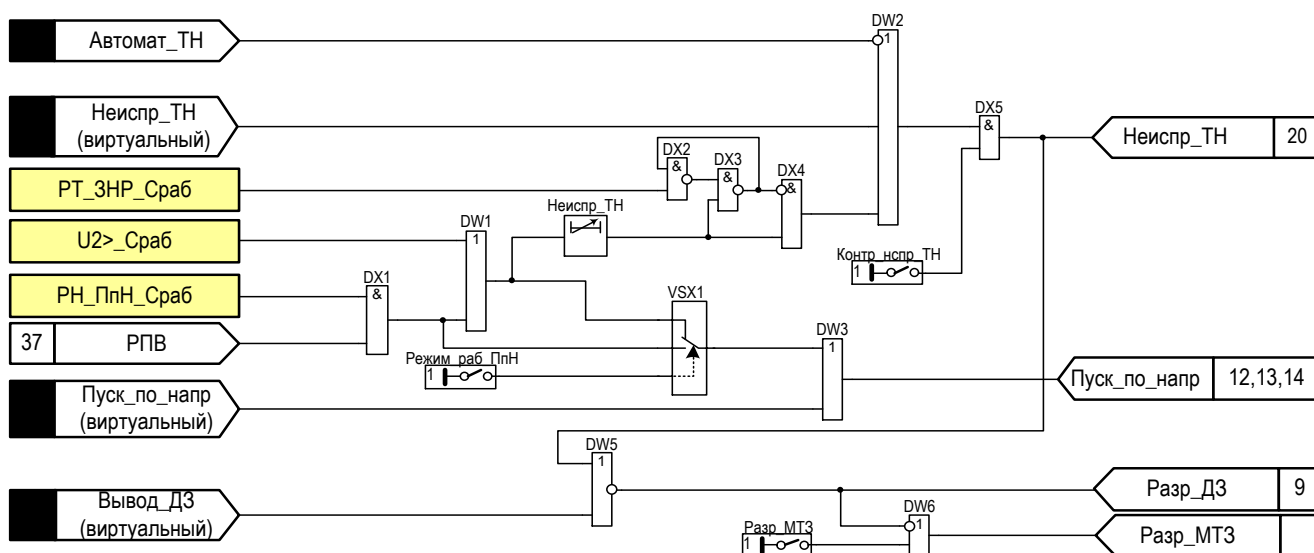 DW2
Автомат_ТН
1
Неиспр_ТН
(виртуальный)
DX5
&
Неиспр_ТН
20
DX2
&
DX3
&
DX4
&
РТ_ЗНР_Сраб
Неиспр_ТН
U2>_Сраб
DW1
1
Контр_нспр_ТН
1
РН_ПпН_Сраб
DX1
&
VSX1
37
РПВ
DW3
1
Режим_раб_ПпН
1
Пуск_по_напр
(виртуальный)
Пуск_по_напр
12,13,14
DW5
1
Вывод_ДЗ
(виртуальный)
Разр_ДЗ
9
DW6
1
Разр_МТЗ
1
Разр_МТЗ